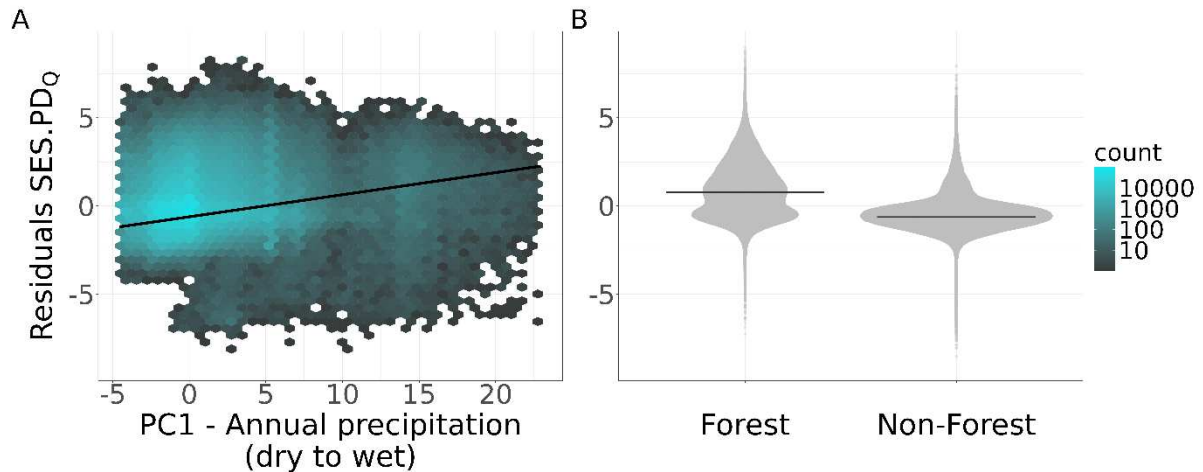 A
B
Residuals SES.PD_Q
5
0
-5
-5 0 5 10 15 20
PC1 - Annual precipitation
(dry to wet)
5
0
-5
Forest Non-Forest
count
10000
1000
100
10